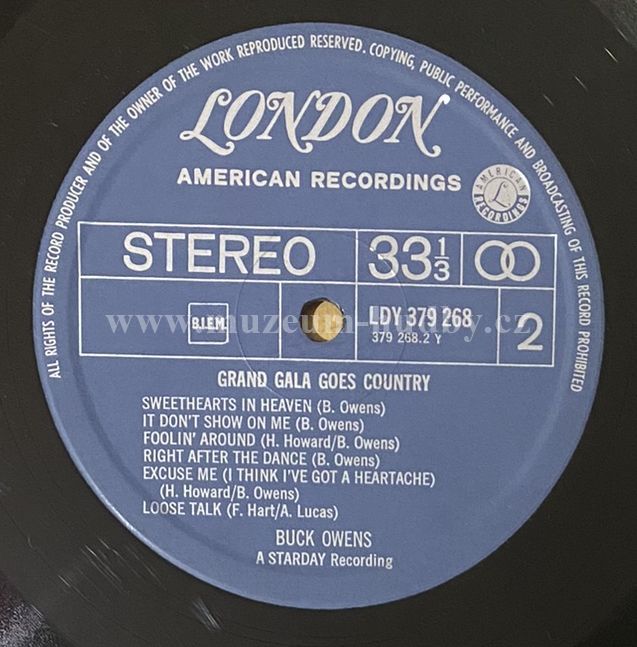 ALL RIGHTS OF THE RECORD PRODUCER AND OF THE OWNER OF THE WORK REPRODUCED RESERVED. COPYING, PUBLIC PERFORMANCE AND BROADCASTING OF THIS RECORD PROHIBITED
LONDON
AMERICAN RECORDINGS
AMERICAN
L
RECORDINGS
STEREO 33 1/3
B.I.E.M. LDY 379 268 2
379 268.2 Y
www.muzeum-hudby.cz
GRAND GALA GOES COUNTRY
SWEETHEARTS IN HEAVEN (B. Owens)
IT DON'T SHOW ON ME (B. Owens)
FOOLIN' AROUND (H. Howard/B. Owens)
RIGHT AFTER THE DANCE (B. Owens)
EXCUSE ME (I THINK I'VE GOT A HEARTACHE)
(H. Howard/B. Owens)
LOOSE TALK (F. Hart/A. Lucas)
BUCK OWENS
A STARDAY Recording